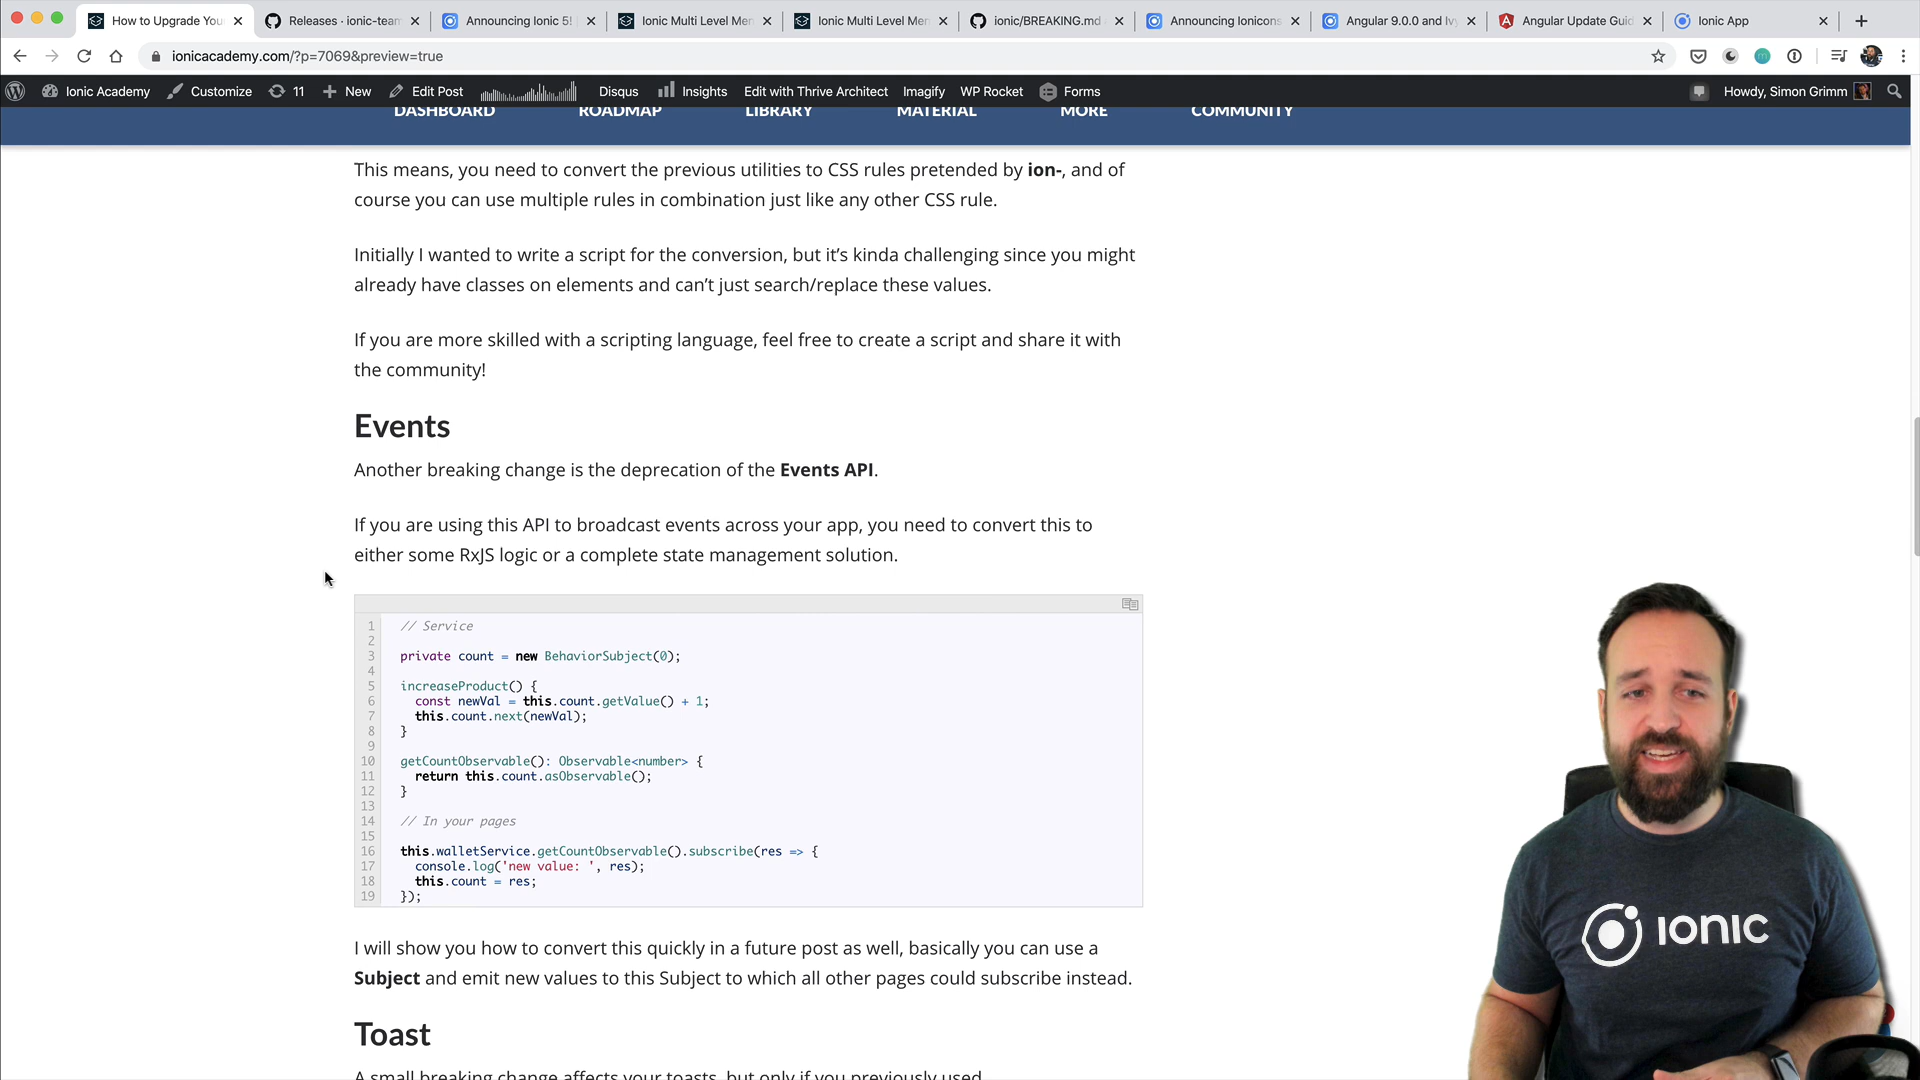 How to Upgrade You
Releases · ionic-team
Announcing Ionic 5!
Ionic Multi Level Men
Ionic Multi Level Men
ionic/BREAKING.md
Announcing Ionicons
Angular 9.0.0 and Ivy
Angular Update Guid
Ionic App
ionicacademy.com/?p=7069&preview=true
Ionic Academy
Customize
11
New
Edit Post
Disqus
Insights
Edit with Thrive Architect
Imagify
WP Rocket
Forms
Howdy, Simon Grimm
DASHBOARD
ROADMAP
LIBRARY
MATERIAL
MORE
COMMUNITY
This means, you need to convert the previous utilities to CSS rules pretended by ion-, and of
course you can use multiple rules in combination just like any other CSS rule.
Initially I wanted to write a script for the conversion, but it's kinda challenging since you might
already have classes on elements and can't just search/replace these values.
If you are more skilled with a scripting language, feel free to create a script and share it with
the community!
Events
Another breaking change is the deprecation of the Events API.
If you are using this API to broadcast events across your app, you need to convert this to
either some RxJS logic or a complete state management solution.
1 // Service
2
3 private count = new BehaviorSubject(0);
4
5 increaseProduct() {
6 const newVal = this.count.getValue() + 1;
7 this.count.next(newVal);
8 }
9
10 getCountObservable(): Observable<number> {
11 return this.count.asObservable();
12 }
13
14 // In your pages
15
16 this.walletService.getCountObservable().subscribe(res => {
17 console.log('new value: ', res);
18 this.count = res;
19 });
I will show you how to convert this quickly in a future post as well, basically you can use a
Subject and emit new values to this Subject to which all other pages could subscribe instead.
Toast
A small breaking change affects your toasts, but only if you previously used
IONIC